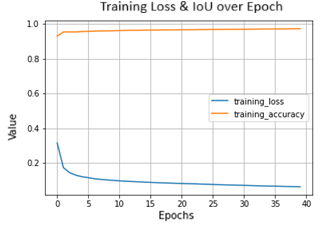 Training Loss & IoU over Epoch
1.0
0.8
0.6
0.4
0.2
Value
training_loss
training_accuracy
0 5 10 15 20 25 30 35 40
Epochs